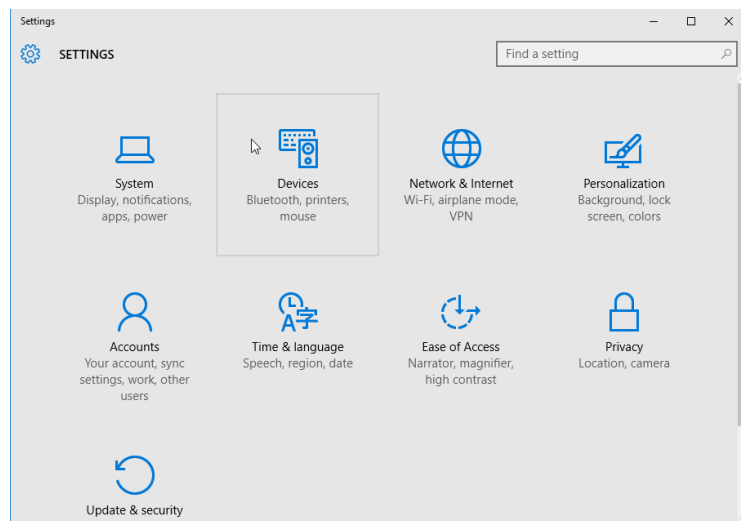 Settings
SETTINGS
Find a setting
System
Display, notifications,
apps, power
Devices
Bluetooth, printers,
mouse
Network & Internet
Wi-Fi, airplane mode,
VPN
Personalization
Background, lock
screen, colors
Accounts
Your account, sync
settings, work, other
users
Time & language
Speech, region, date
Ease of Access
Narrator, magnifier,
high contrast
Privacy
Location, camera
Update & security